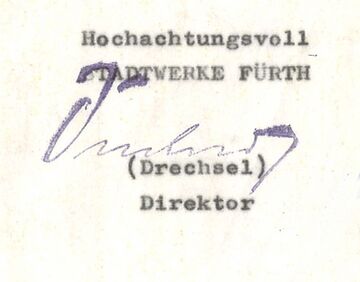 Hochachtungsvoll
STADTWERKE FÜRTH
(Drechsel)
Direktor